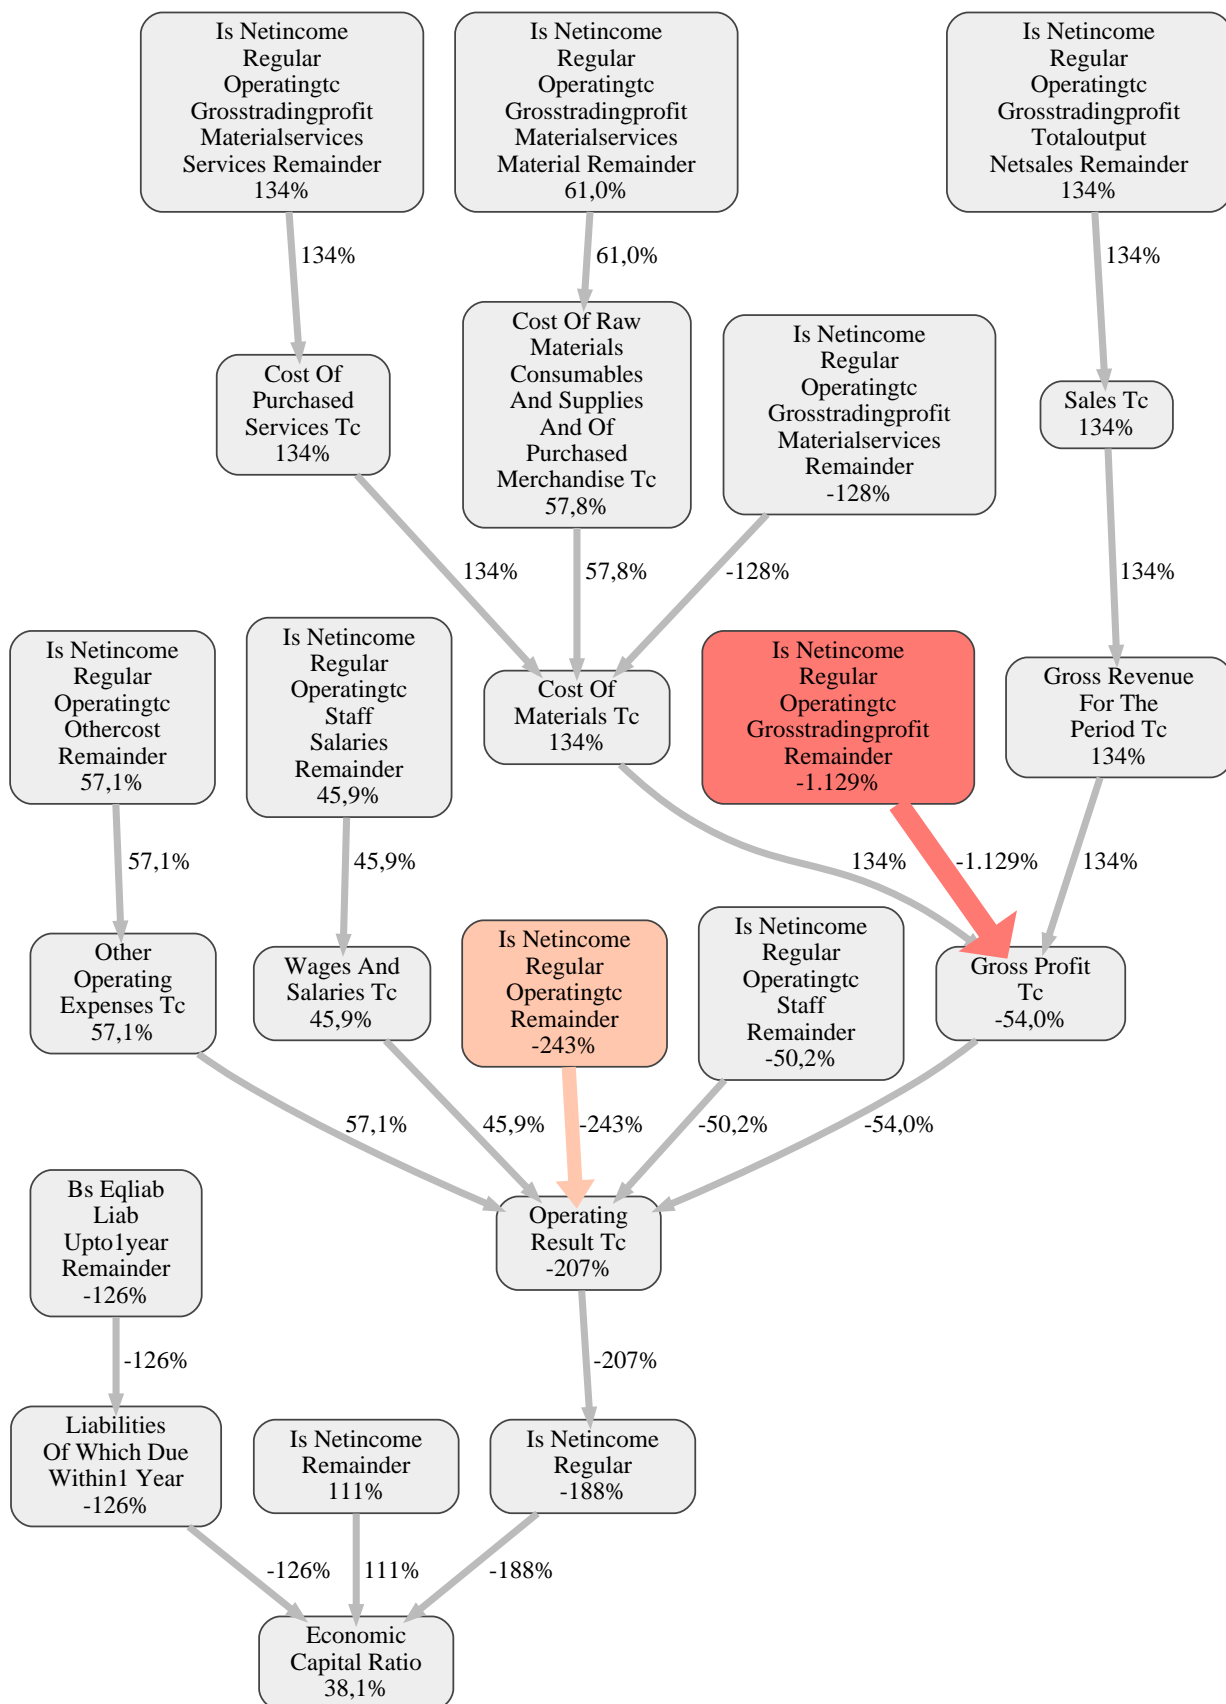 Is Netincome
Regular
Operatingtc
Grosstradingprofit
Materialservices
Services Remainder
134%
Is Netincome
Regular
Operatingtc
Grosstradingprofit
Materialservices
Material Remainder
61,0%
Is Netincome
Regular
Operatingtc
Grosstradingprofit
Totaloutput
Netsales Remainder
134%
134%
61,0%
134%
Cost Of
Purchased
Services Tc
134%
Cost Of Raw
Materials
Consumables
And Supplies
And Of
Purchased
Merchandise Tc
57,8%
Is Netincome
Regular
Operatingtc
Grosstradingprofit
Materialservices
Remainder
-128%
Sales Tc
134%
134%
57,8%
-128%
134%
Is Netincome
Regular
Operatingtc
Othercost
Remainder
57,1%
Is Netincome
Regular
Operatingtc
Staff
Salaries
Remainder
45,9%
Cost Of
Materials Tc
134%
Is Netincome
Regular
Operatingtc
Grosstradingprofit
Remainder
-1.129%
Gross Revenue
For The
Period Tc
134%
57,1%
45,9%
134%
-1.129%
134%
Other
Operating
Expenses Tc
57,1%
Wages And
Salaries Tc
45,9%
Is Netincome
Regular
Operatingtc
Remainder
-243%
Is Netincome
Regular
Operatingtc
Staff
Remainder
-50,2%
Gross Profit
Tc
-54,0%
57,1%
45,9%
-243%
-50,2%
-54,0%
Bs Eqliab
Liab
Upto1year
Remainder
-126%
Operating
Result Tc
-207%
-126%
-207%
Liabilities
Of Which Due
Within1 Year
-126%
Is Netincome
Remainder
111%
Is Netincome
Regular
-188%
-126%
111%
-188%
Economic
Capital Ratio
38,1%